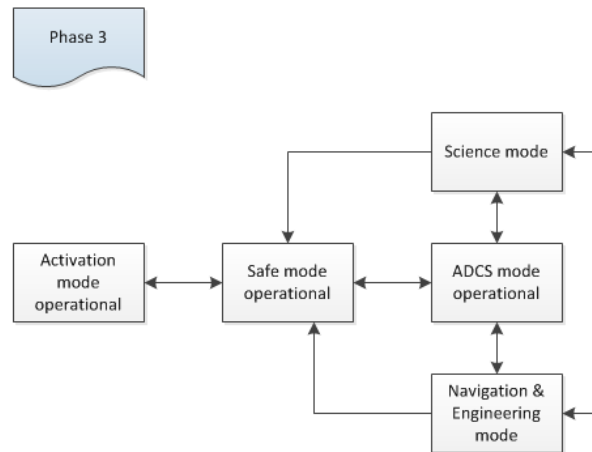 Phase 3
Science mode
Activation
mode
operational
Safe mode
operational
ADCS mode
operational
Navigation &
Engineering
mode